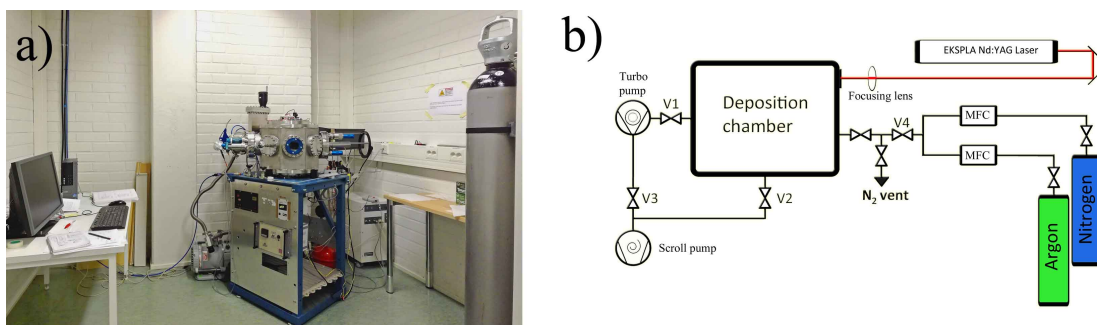 a)
b)
EKSPLA Nd:YAG Laser
Turbo
pump
V1
Deposition
chamber
Focusing lens
V4
MFC
MFC
N₂ vent
V3
V2
Scroll pump
Argon
Nitrogen